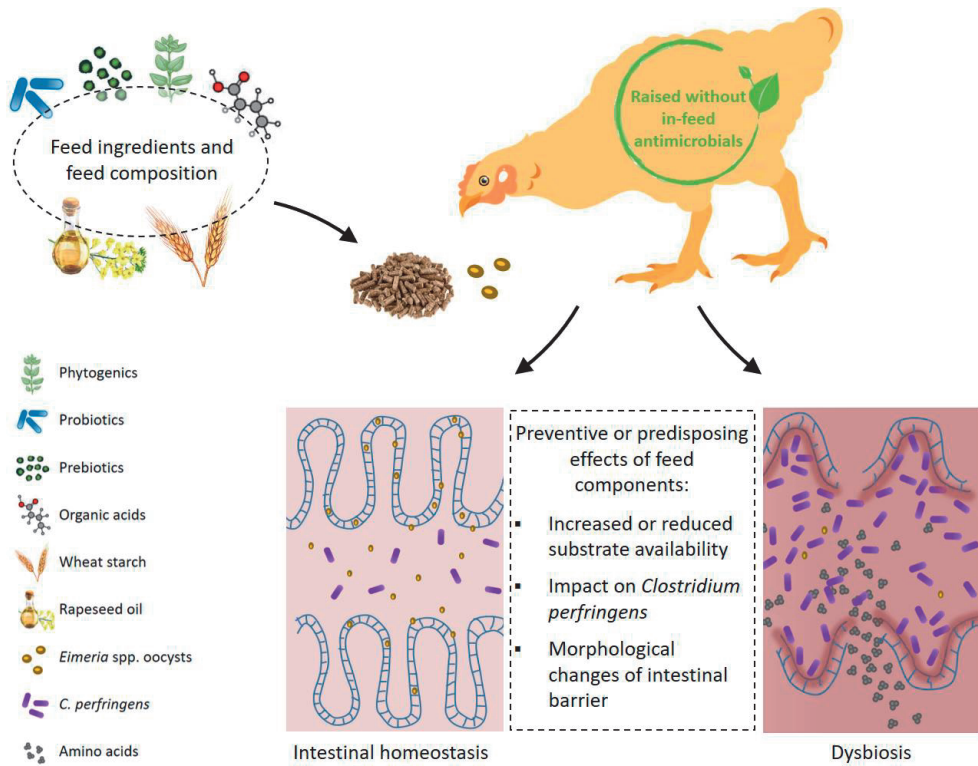 Feed ingredients and
feed composition
Raised without
in-feed
antimicrobials
Phytogenics
Probiotics
Prebiotics
Organic acids
Wheat starch
Rapeseed oil
Eimeria spp. oocysts
C. perfringens
Amino acids
Preventive or predisposing
effects of feed
components:
▪ Increased or reduced
substrate availability
▪ Impact on Clostridium
perfringens
▪ Morphological
changes of intestinal
barrier
Intestinal homeostasis
Dysbiosis